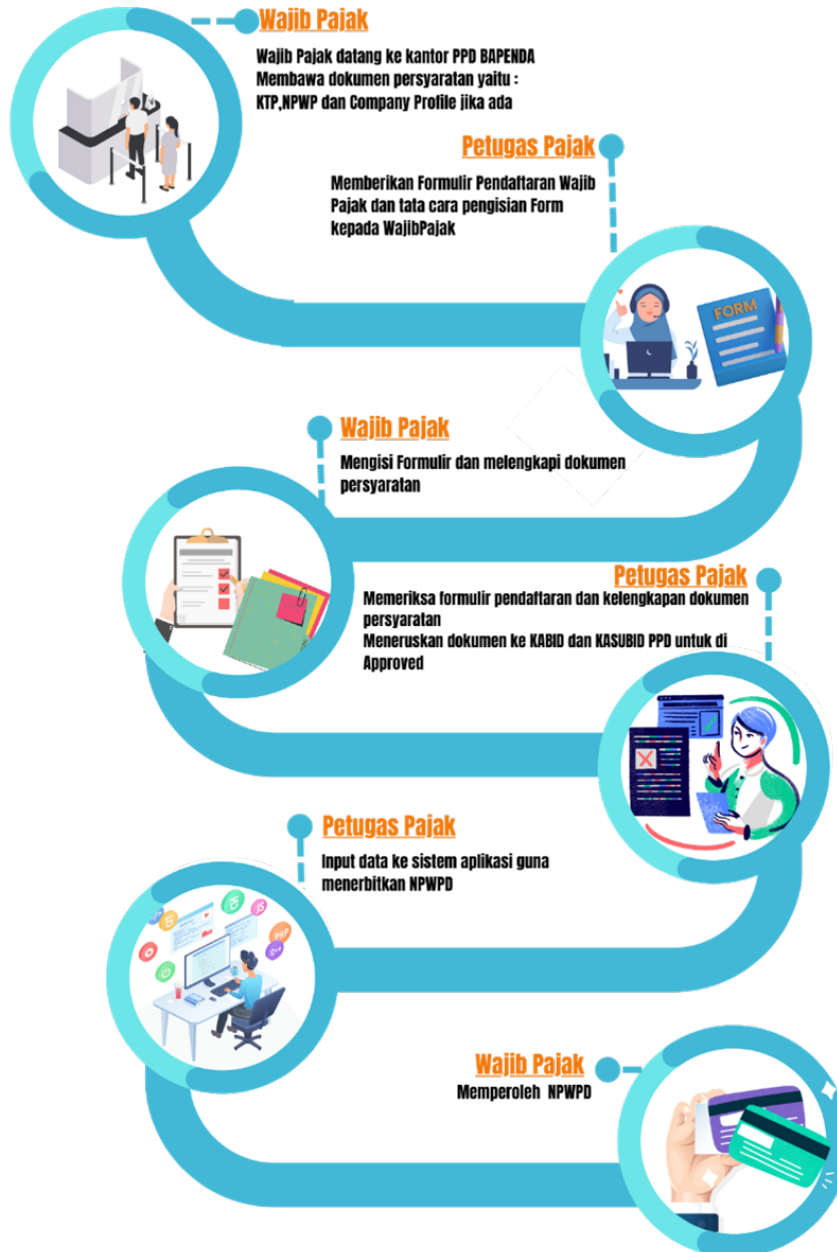 Wajib Pajak
Wajib Pajak datang ke kantor PPD BAPENDA
Membawa dokumen persyaratan yaitu :
KTP,NPWP dan Company Profile jika ada
Petugas Pajak
Memberikan Formulir Pendaftaran Wajib
Pajak dan tata cara pengisian Form
kepada WajibPajak
FORM
Wajib Pajak
Mengisi Formulir dan melengkapi dokumen
persyaratan
Petugas Pajak
Memeriksa formulir pendaftaran dan kelengkapan dokumen
persyaratan
Meneruskan dokumen ke KABID dan KASUBID PPD untuk di
Approved
Petugas Pajak
Input data ke sistem aplikasi guna
menerbitkan NPWPD
JS
PHP
C++
Wajib Pajak
Memperoleh NPWPD